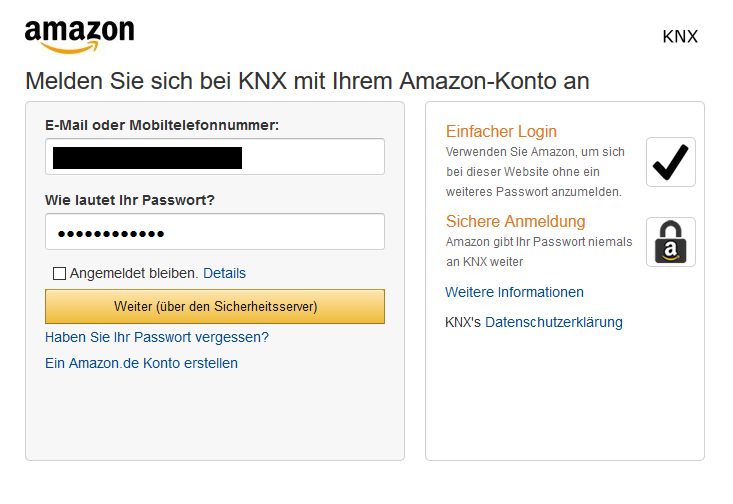 amazon
KNX
Melden Sie sich bei KNX mit Ihrem Amazon-Konto an
E-Mail oder Mobiltelefonnummer:
Wie lautet Ihr Passwort?
Angemeldet bleiben. Details
Weiter (über den Sicherheitsserver)
Haben Sie Ihr Passwort vergessen?
Ein Amazon.de Konto erstellen
Einfacher Login
Verwenden Sie Amazon, um sich
bei dieser Website ohne ein
weiteres Passwort anzumelden.
Sichere Anmeldung
Amazon gibt Ihr Passwort niemals
an KNX weiter
a
Weitere Informationen
KNX's Datenschutzerklärung